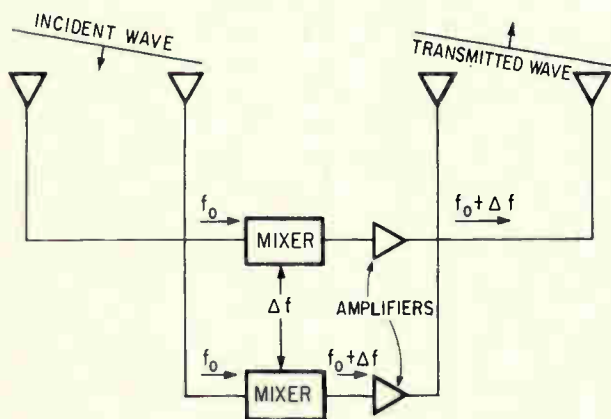 INCIDENT WAVE
TRANSMITTED WAVE
f₀
f₀ + Δf
MIXER
Δf
AMPLIFIERS
f₀
f₀+Δf
MIXER